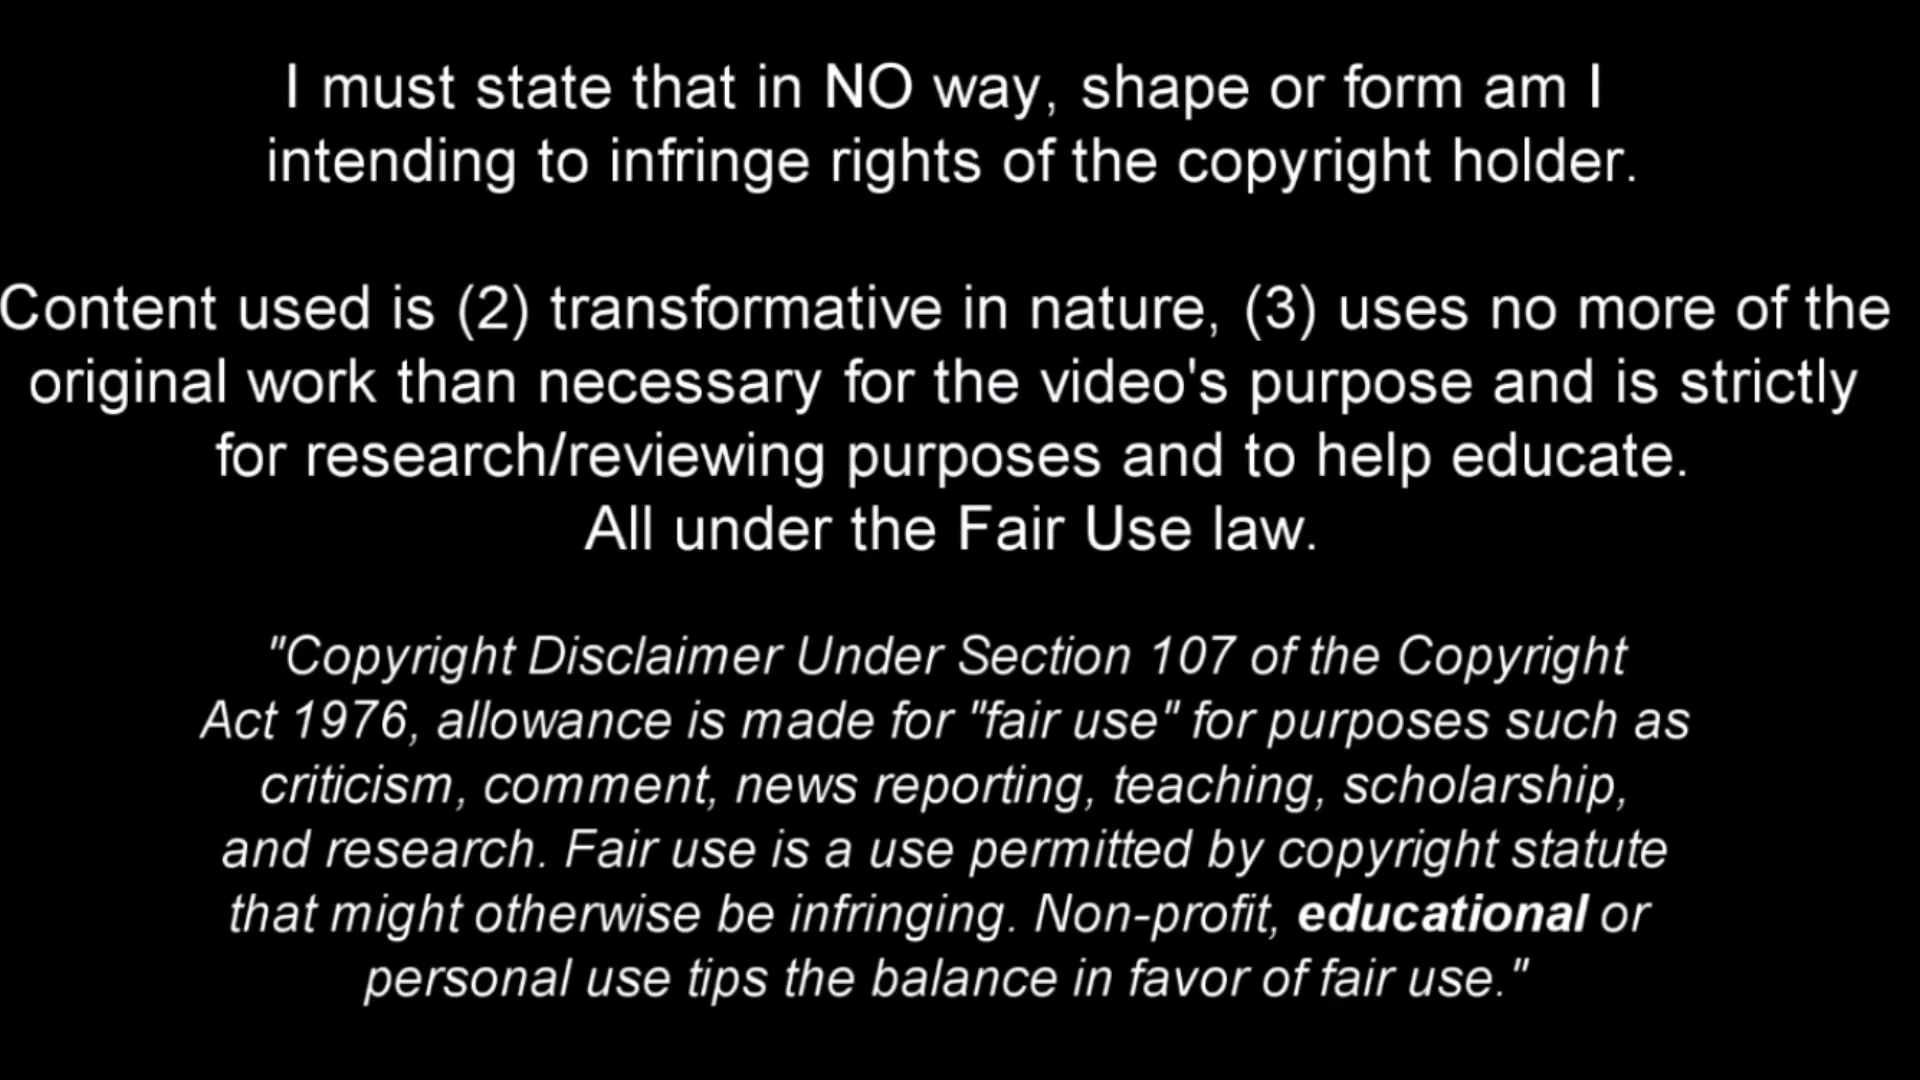 I must state that in NO way, shape or form am I
intending to infringe rights of the copyright holder.
Content used is (2) transformative in nature, (3) uses no more of the
original work than necessary for the video's purpose and is strictly
for research/reviewing purposes and to help educate.
All under the Fair Use law.
"Copyright Disclaimer Under Section 107 of the Copyright
Act 1976, allowance is made for "fair use" for purposes such as
criticism, comment, news reporting, teaching, scholarship,
and research. Fair use is a use permitted by copyright statute
that might otherwise be infringing. Non-profit, educational or
personal use tips the balance in favor of fair use."